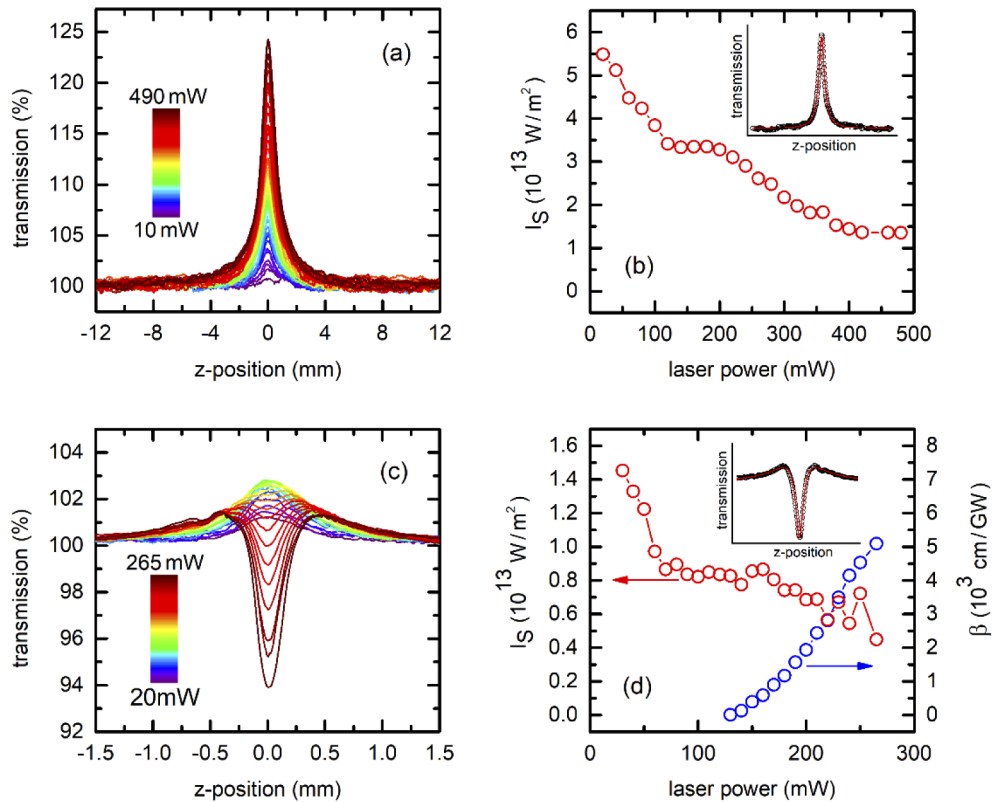 (a)
transmission (%)
125
120
115
110
105
100
490 mW
10 mW
-12 -8 -4 0 4 8 12
z-position (mm)
(b)
I_S (10^13 W/m^2)
6
5
4
3
2
1
0
transmission
z-position
0 100 200 300 400 500
laser power (mW)
(c)
transmission (%)
104
102
100
98
96
94
92
265 mW
20mW
-1.5 -1.0 -0.5 0.0 0.5 1.0 1.5
z-position (mm)
(d)
I_S (10^13 W/m^2)
1.6
1.4
1.2
1.0
0.8
0.6
0.4
0.2
0.0
transmission
z-position
8
7
6
5
4
3
2
1
0
β (10^3 cm/GW)
0 100 200 300
laser power (mW)